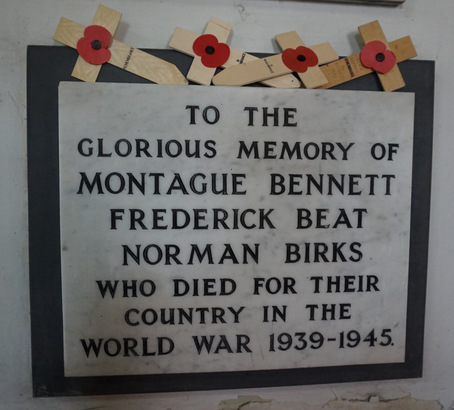 TO THE
GLORIOUS MEMORY OF
MONTAGUE BENNETT
FREDERICK BEAT
NORMAN BIRKS
WHO DIED FOR THEIR
COUNTRY IN THE
WORLD WAR 1939-1945.